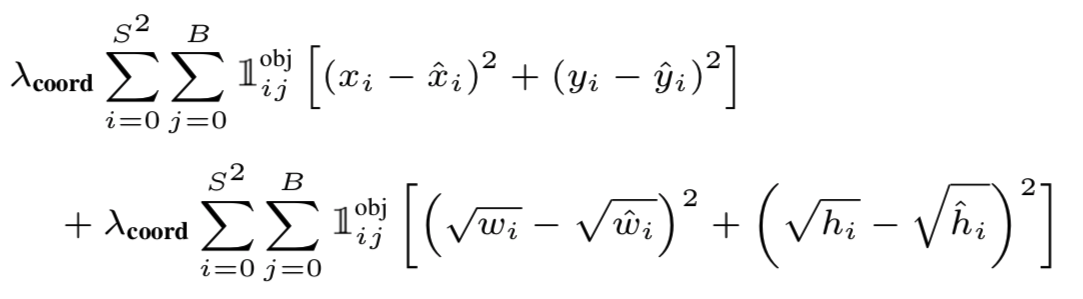 λ_coord ∑_{i=0}^{S^2} ∑_{j=0}^{B} 𝟙_{ij}^{obj} [(x_i − x̂_i)^2 + (y_i − ŷ_i)^2]
+ λ_coord ∑_{i=0}^{S^2} ∑_{j=0}^{B} 𝟙_{ij}^{obj} [(√{w_i} − √{ŵ_i})^2 + (√{h_i} − √{ĥ_i})^2]